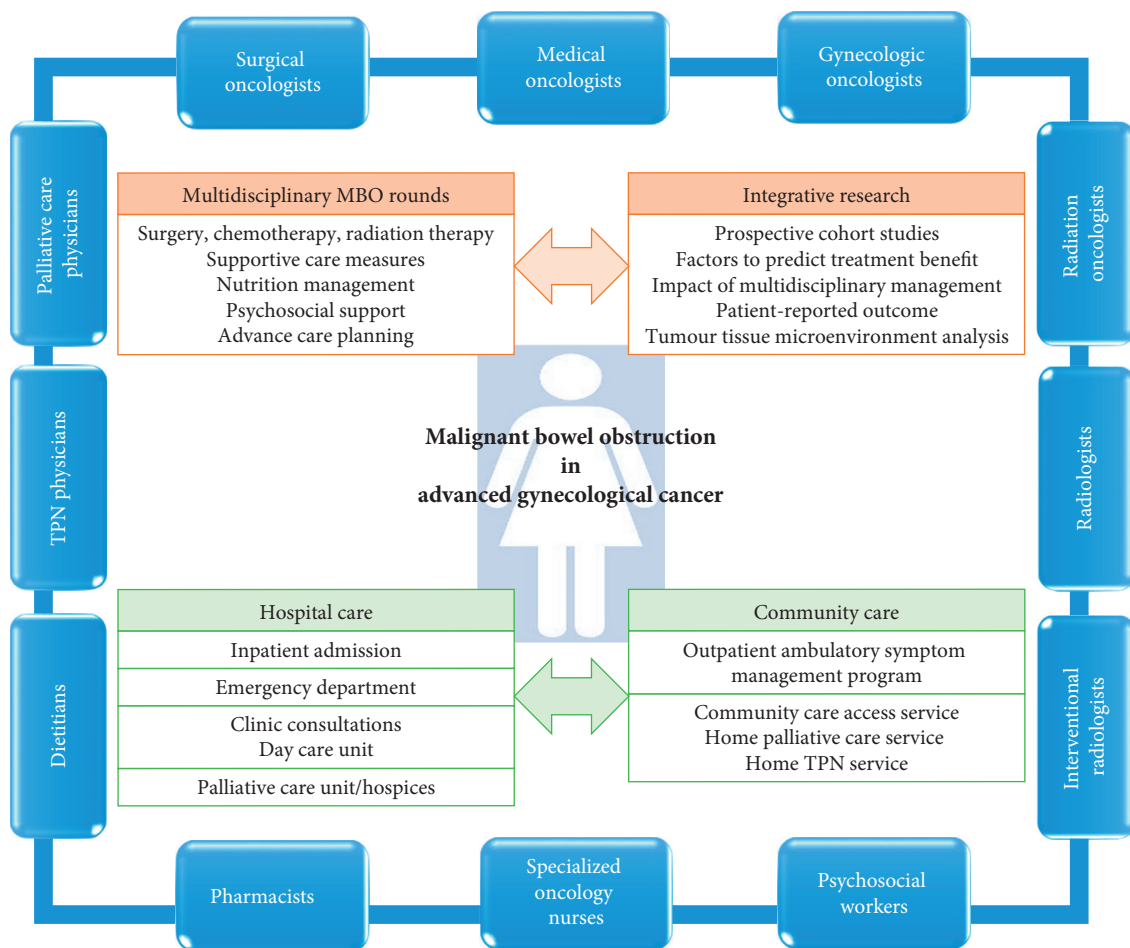 Surgical
oncologists
Medical
oncologists
Gynecologic
oncologists
Palliative care
physicians
TPN physicians
Dietitians
Multidisciplinary MBO rounds
Surgery, chemotherapy, radiation therapy
Supportive care measures
Nutrition management
Psychosocial support
Advance care planning
Integrative research
Prospective cohort studies
Factors to predict treatment benefit
Impact of multidisciplinary management
Patient-reported outcome
Tumour tissue microenvironment analysis
Malignant bowel obstruction
in
advanced gynecological cancer
Hospital care
Inpatient admission
Emergency department
Clinic consultations
Day care unit
Palliative care unit/hospices
Community care
Outpatient ambulatory symptom
management program
Community care access service
Home palliative care service
Home TPN service
Radiation
oncologists
Radiologists
Interventional
radiologists
Pharmacists
Specialized
oncology
nurses
Psychosocial
workers